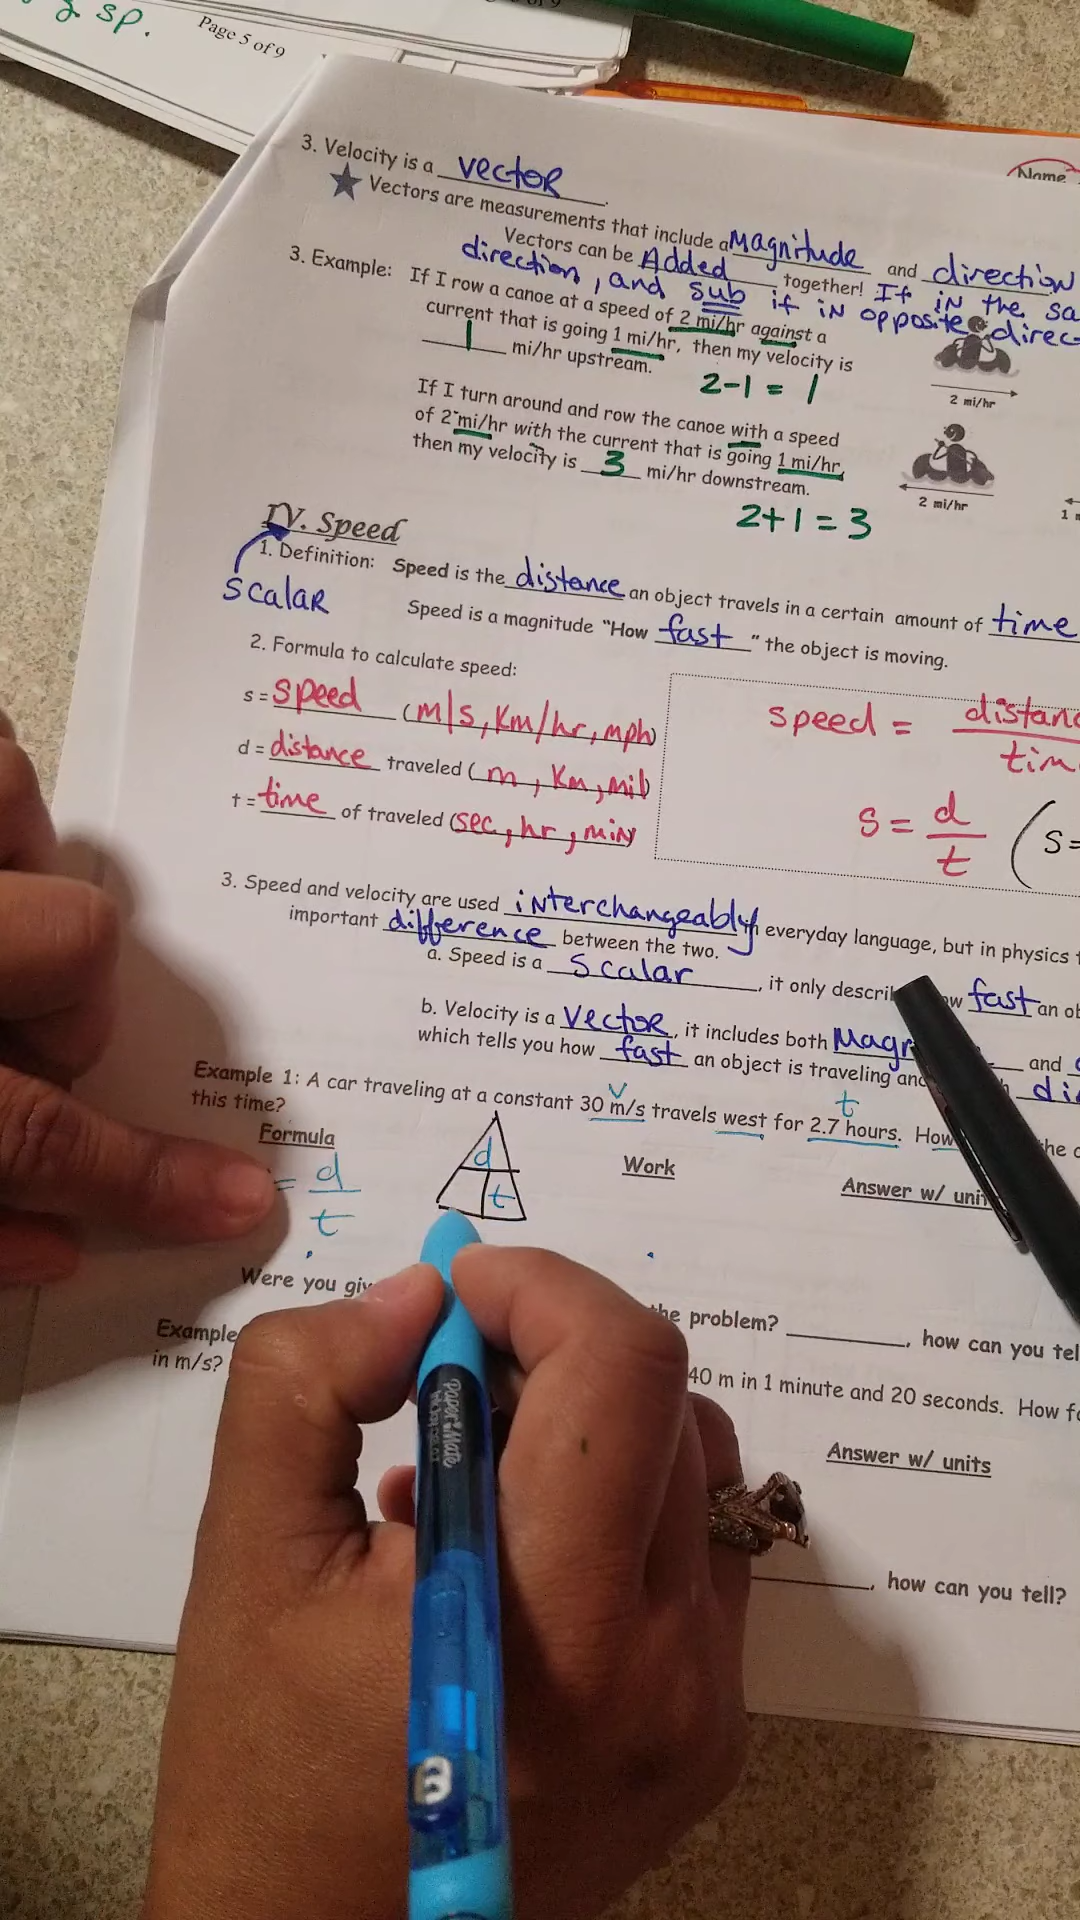 sp.
Page 5 of 9
Name
3. Velocity is a vector.
Vectors are measurements that include a Magnitude and direction
Vectors can be Added together! If in the sa
direction, and sub if in opposite direc
3. Example: If I row a canoe at a speed of 2 mi/hr against a
current that is going 1 mi/hr, then my velocity is
1 mi/hr upstream.
2-1 = 1
2 mi/hr
If I turn around and row the canoe with a speed
of 2 mi/hr with the current that is going 1 mi/hr,
then my velocity is 3 mi/hr downstream.
2 mi/hr
1 m
2+1=3
IV. Speed
1. Definition: Speed is the distance an object travels in a certain amount of time
scalar
Speed is a magnitude "How fast" the object is moving.
2. Formula to calculate speed:
s = speed (m/s, Km/hr, mph)
d = distance traveled (m, Km, mil)
t = time of traveled (sec, hr, min)
speed = distanc
tim
s = d
t
(s=
3. Speed and velocity are used interchangeably everyday language, but in physics t
important difference between the two.
a. Speed is a scalar, it only descri ow fast an ob
b. Velocity is a vector, it includes both Magn and
which tells you how fast an object is traveling and di
v t
Example 1: A car traveling at a constant 30 m/s travels west for 2.7 hours. How he
this time?
Formula
Work
Answer w/ unit
= d
t
d
t
Were you giv the problem? , how can you tel
Example 40 m in 1 minute and 20 seconds. How fa
in m/s?
Answer w/ units
, how can you tell?
Paper Mate